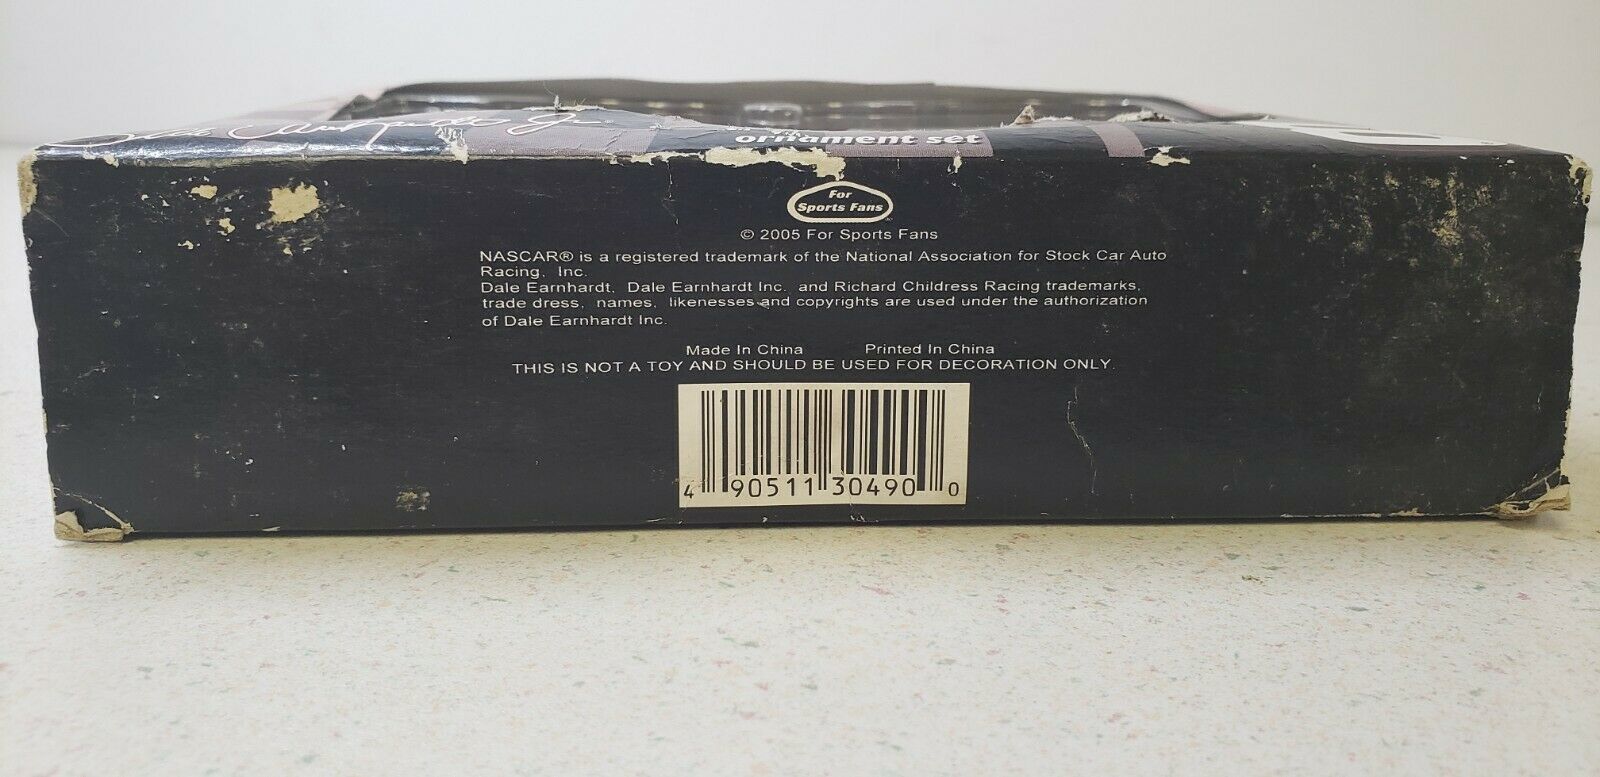 Dale Earnhardt Jr.
ornament set
For
Sports Fans
© 2005 For Sports Fans
NASCAR® is a registered trademark of the National Association for Stock Car Auto
Racing, Inc.
Dale Earnhardt, Dale Earnhardt Inc. and Richard Childress Racing trademarks,
trade dress, names, likenesses and copyrights are used under the authorization
of Dale Earnhardt Inc.
Made In China Printed In China
THIS IS NOT A TOY AND SHOULD BE USED FOR DECORATION ONLY.
4 90511 30490 0